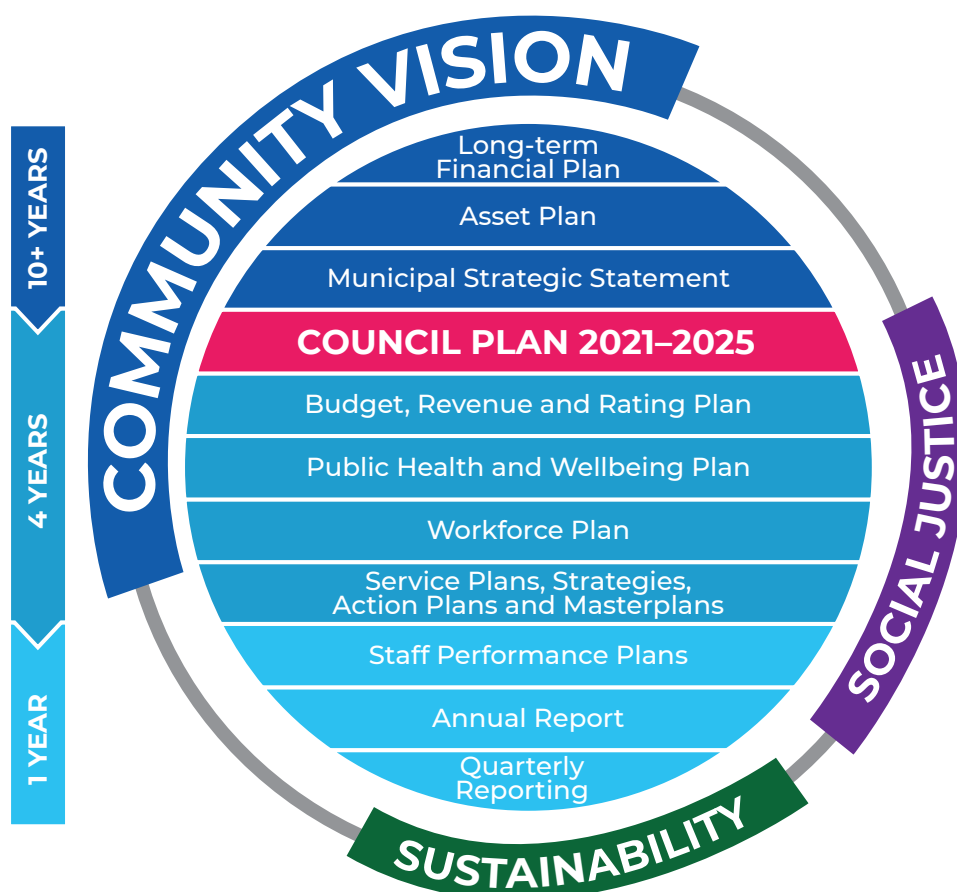 COMMUNITY VISION
10+ YEARS
4 YEARS
1 YEAR
Long-term
Financial Plan
Asset Plan
Municipal Strategic Statement
COUNCIL PLAN 2021–2025
Budget, Revenue and Rating Plan
Public Health and Wellbeing Plan
Workforce Plan
Service Plans, Strategies,
Action Plans and Masterplans
Staff Performance Plans
Annual Report
Quarterly
Reporting
SOCIAL JUSTICE
SUSTAINABILITY